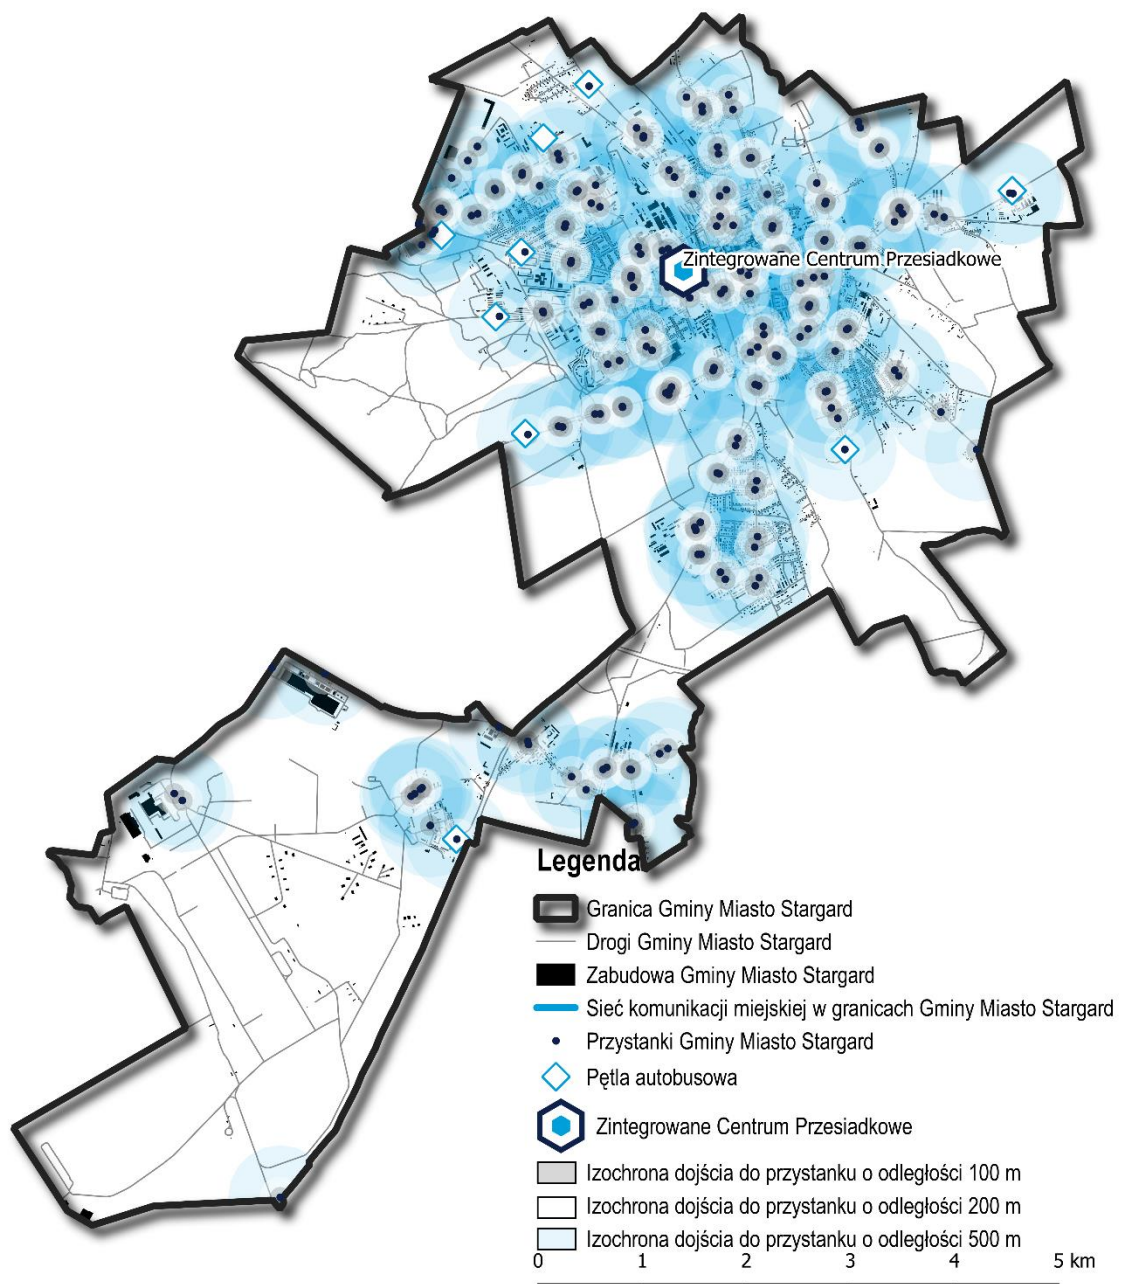 Zintegrowane Centrum Przesiadkowe
Legenda
Granica Gminy Miasto Stargard
Drogi Gminy Miasto Stargard
Zabudowa Gminy Miasto Stargard
Sieć komunikacji miejskiej w granicach Gminy Miasto Stargard
Przystanki Gminy Miasto Stargard
Pętla autobusowa
Zintegrowane Centrum Przesiadkowe
Izochrona dojścia do przystanku o odległości 100 m
Izochrona dojścia do przystanku o odległości 200 m
Izochrona dojścia do przystanku o odległości 500 m
0 1 2 3 4 5 km